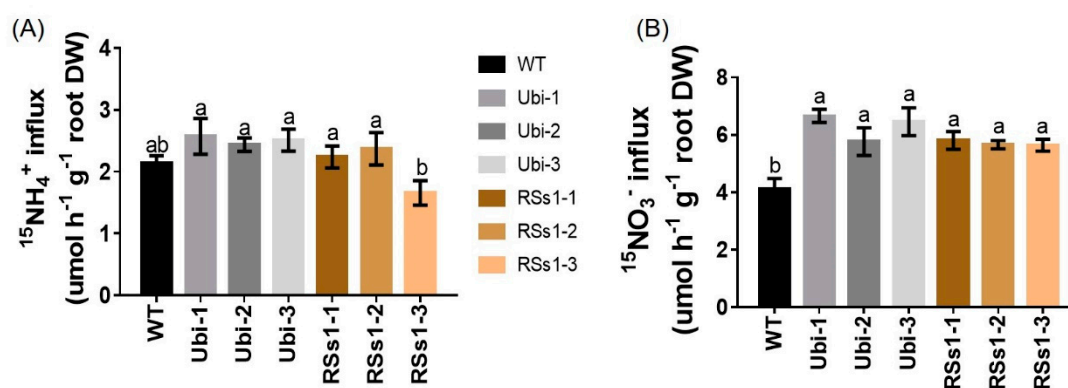 (A)
¹⁵NH₄⁺ influx
(umol h⁻¹ g⁻¹ root DW)
4
3
2
1
0
ab
a
a
a
a
a
b
WT
Ubi-1
Ubi-2
Ubi-3
RSs1-1
RSs1-2
RSs1-3
WT
Ubi-1
Ubi-2
Ubi-3
RSs1-1
RSs1-2
RSs1-3
(B)
¹⁵NO₃⁻ influx
(umol h⁻¹ g⁻¹ root DW)
8
6
4
2
0
b
a
a
a
a
a
a
WT
Ubi-1
Ubi-2
Ubi-3
RSs1-1
RSs1-2
RSs1-3